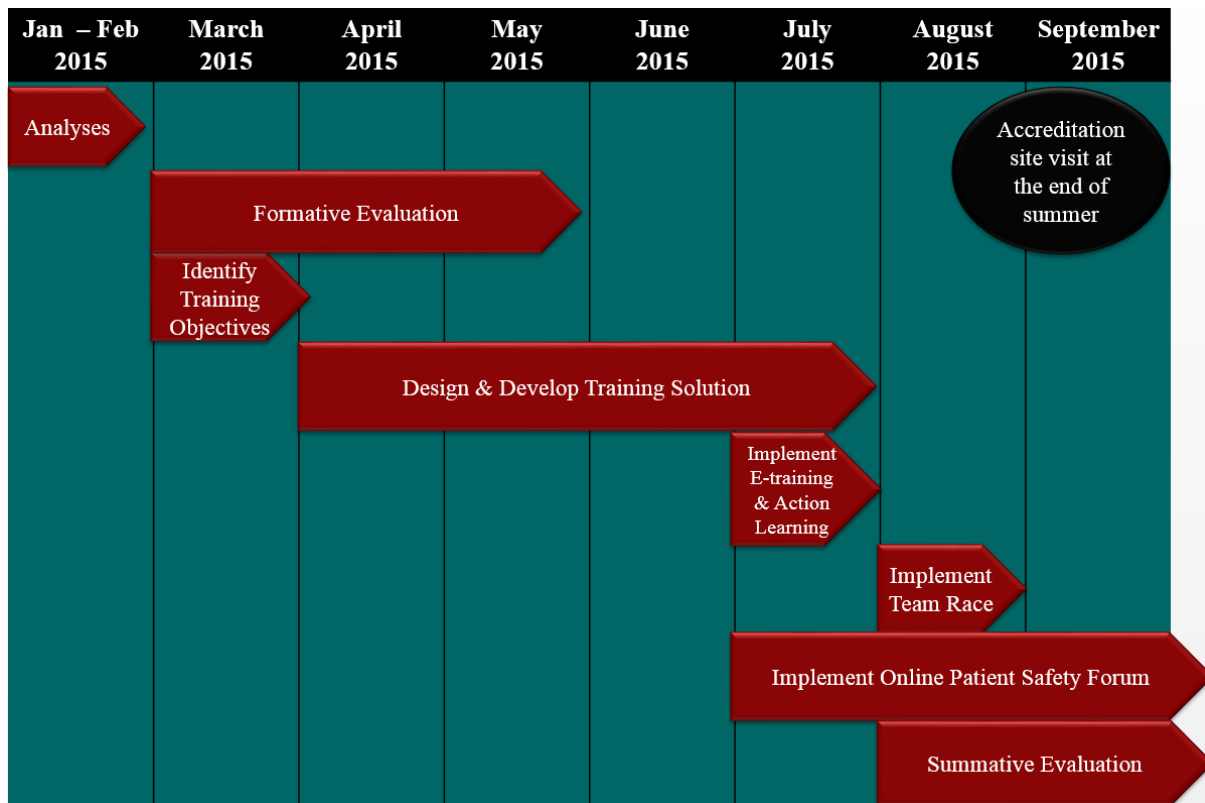 Jan – Feb
2015
March
2015
April
2015
May
2015
June
2015
July
2015
August
2015
September
2015
Analyses
Accreditation
site visit at
the end of
summer
Formative Evaluation
Identify
Training
Objectives
Design & Develop Training Solution
Implement
E-training
& Action
Learning
Implement
Team Race
Implement Online Patient Safety Forum
Summative Evaluation